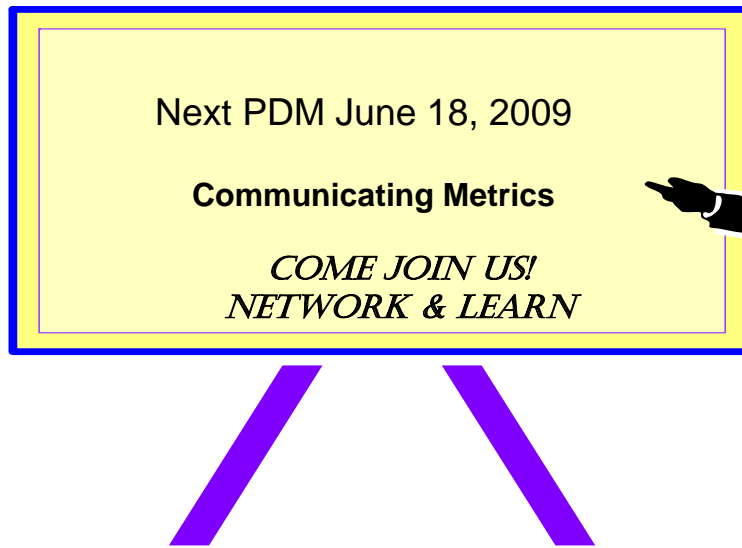 Next PDM June 18, 2009
Communicating Metrics
COME JOIN US!
NETWORK & LEARN